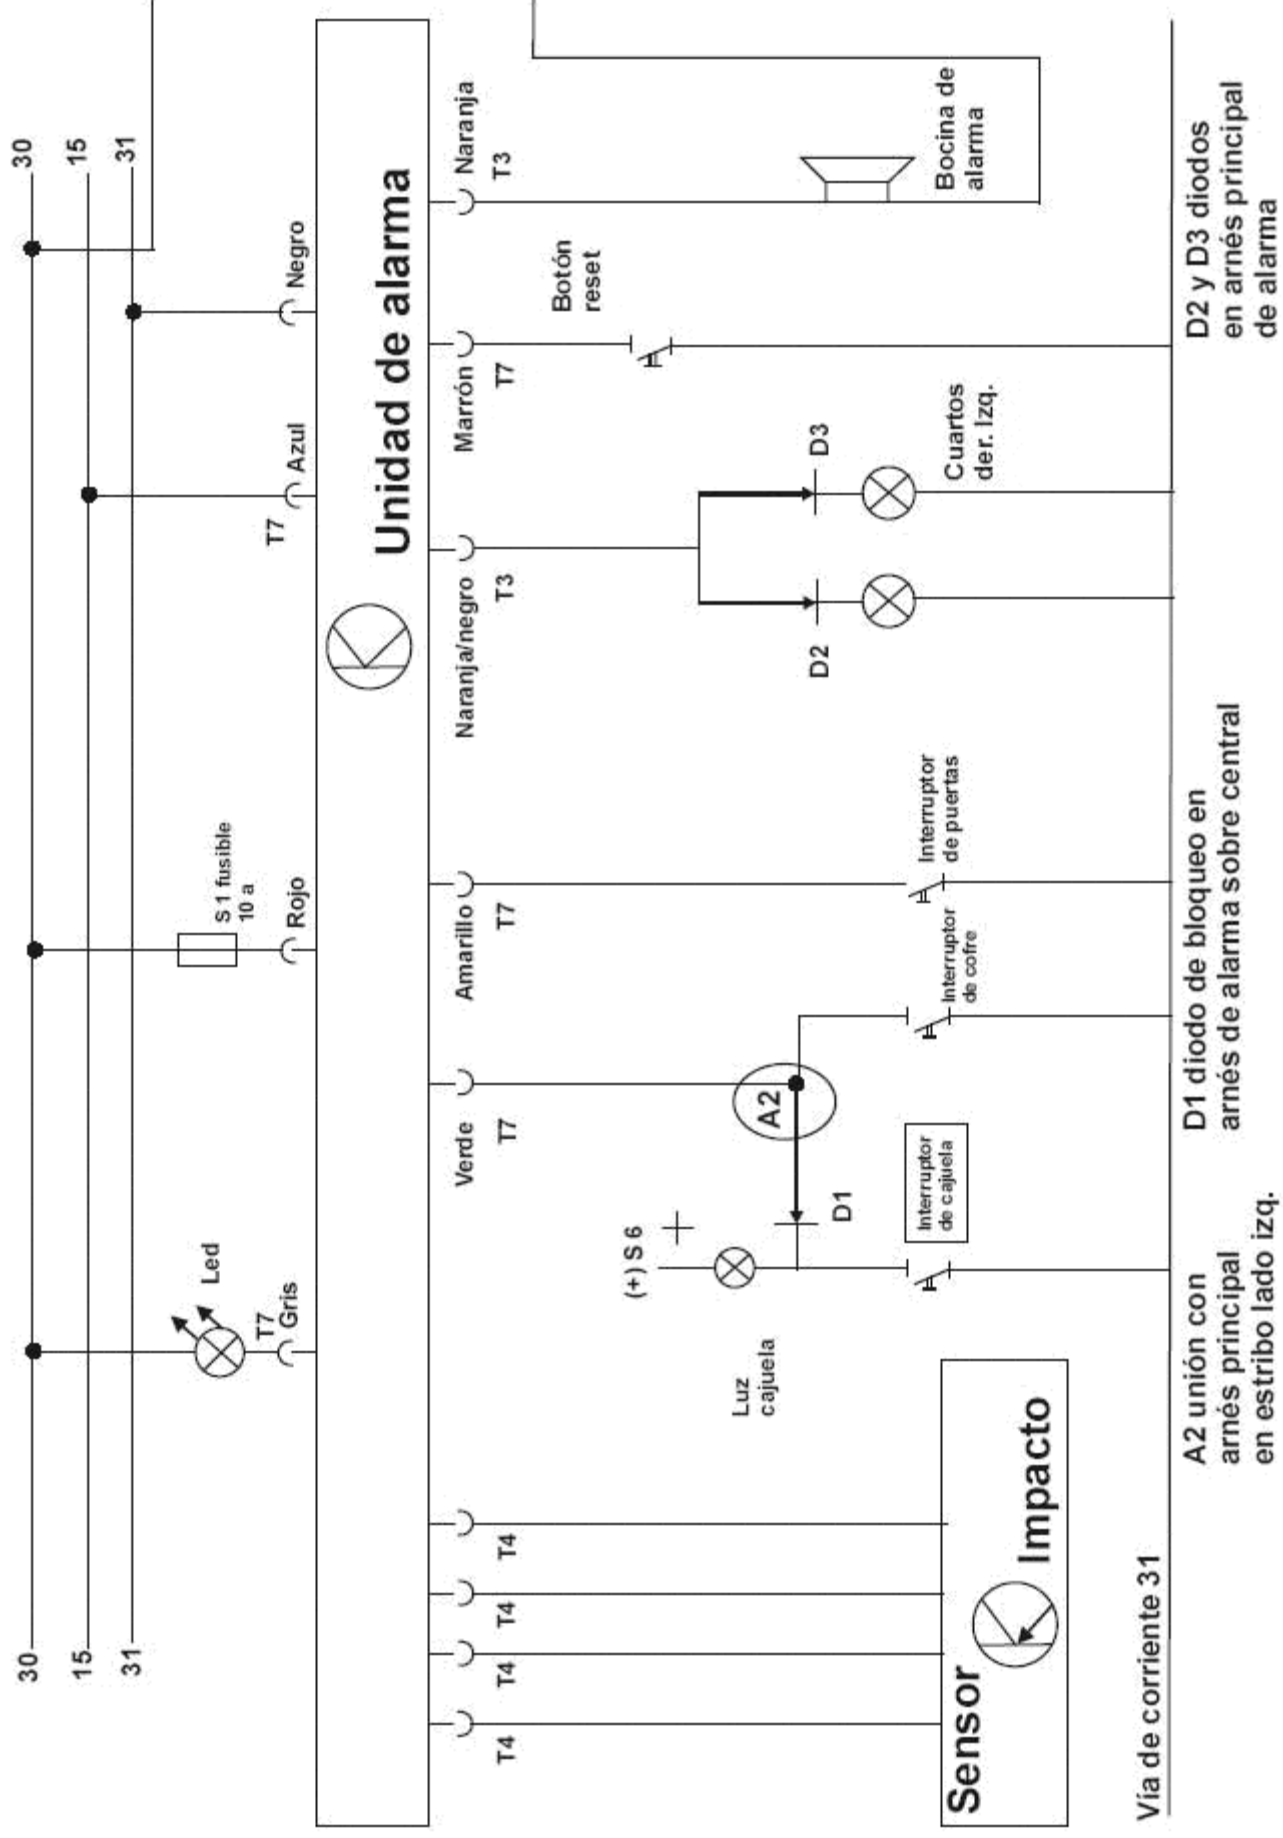 30
15
31
30
15
31
Led
T7
Gris
S 1 fusible
10 a
Rojo
T7
Azul
Negro
Unidad de alarma
T4
T4
T4
T4
Verde
T7
Amarillo
T7
Naranja/negro
T3
Marrón
T7
Naranja
T3
Botón
reset
(+) S 6
Luz
cajuela
A2
D1
D2
D3
Interruptor
de cajuela
Interruptor
de cofre
Interruptor
de puertas
Cuartos
der. Izq.
Bocina de
alarma
Sensor
Impacto
Vía de corriente 31
A2 unión con
arnés principal
en estribo lado izq.
D1 diodo de bloqueo en
arnés de alarma sobre central
D2 y D3 diodos
en arnés principal
de alarma